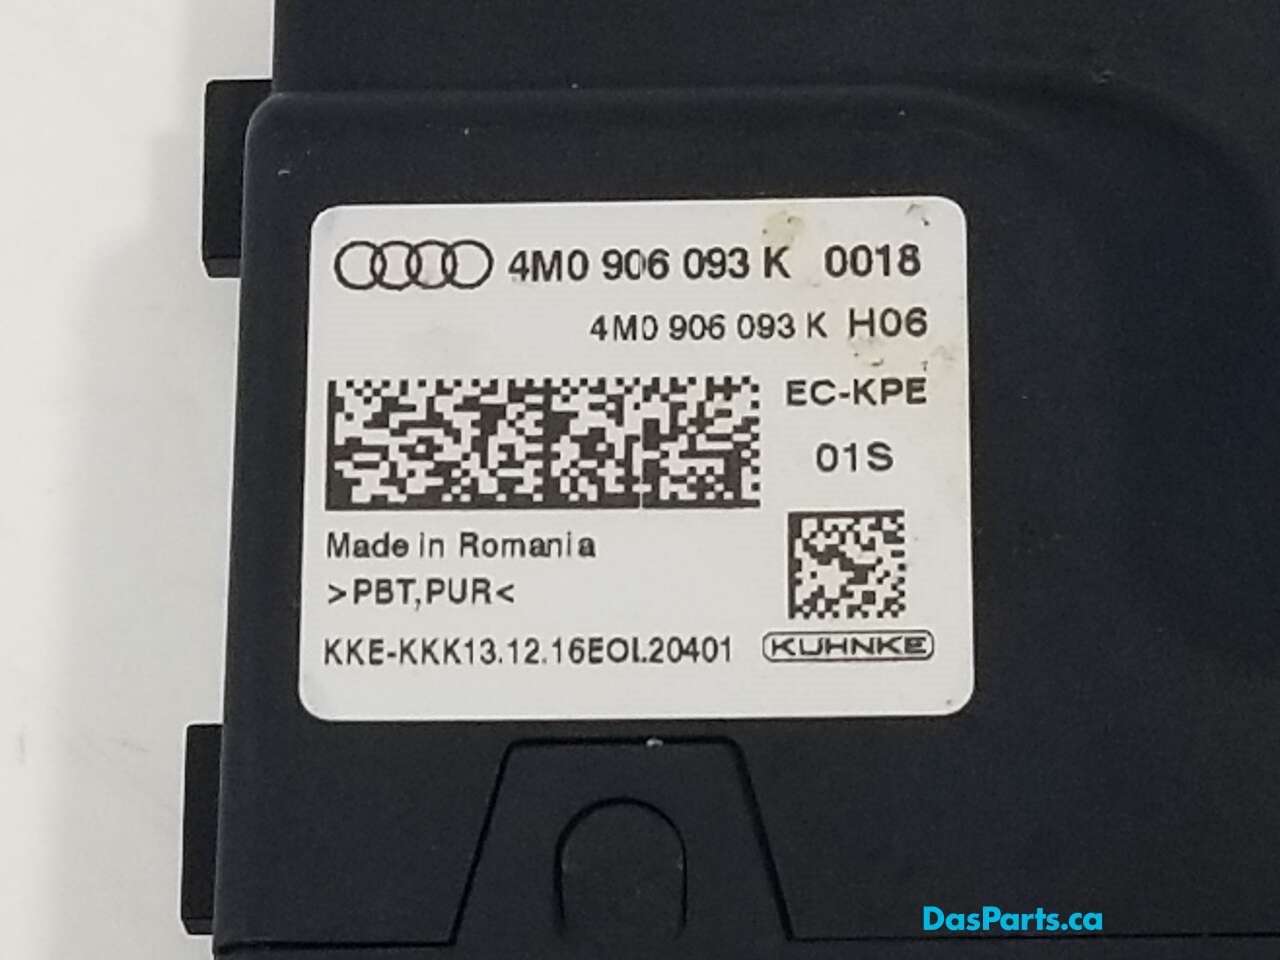 4M0 906 093 K 0018
4M0 906 093 K H06
EC-KPE
01S
Made in Romania
>PBT,PUR<
KKE-KKK13.12.16EOL20401
KUHNKE
DasParts.ca